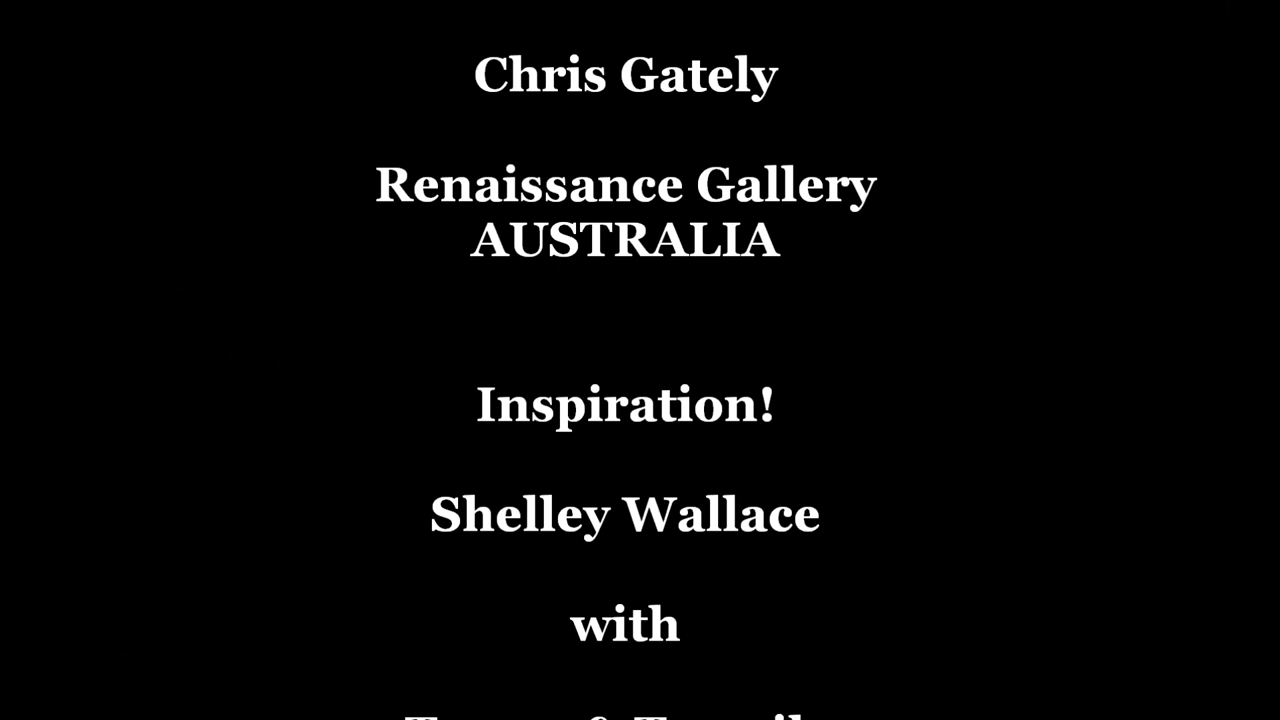 Chris Gately
Renaissance Gallery
AUSTRALIA
Inspiration!
Shelley Wallace
with